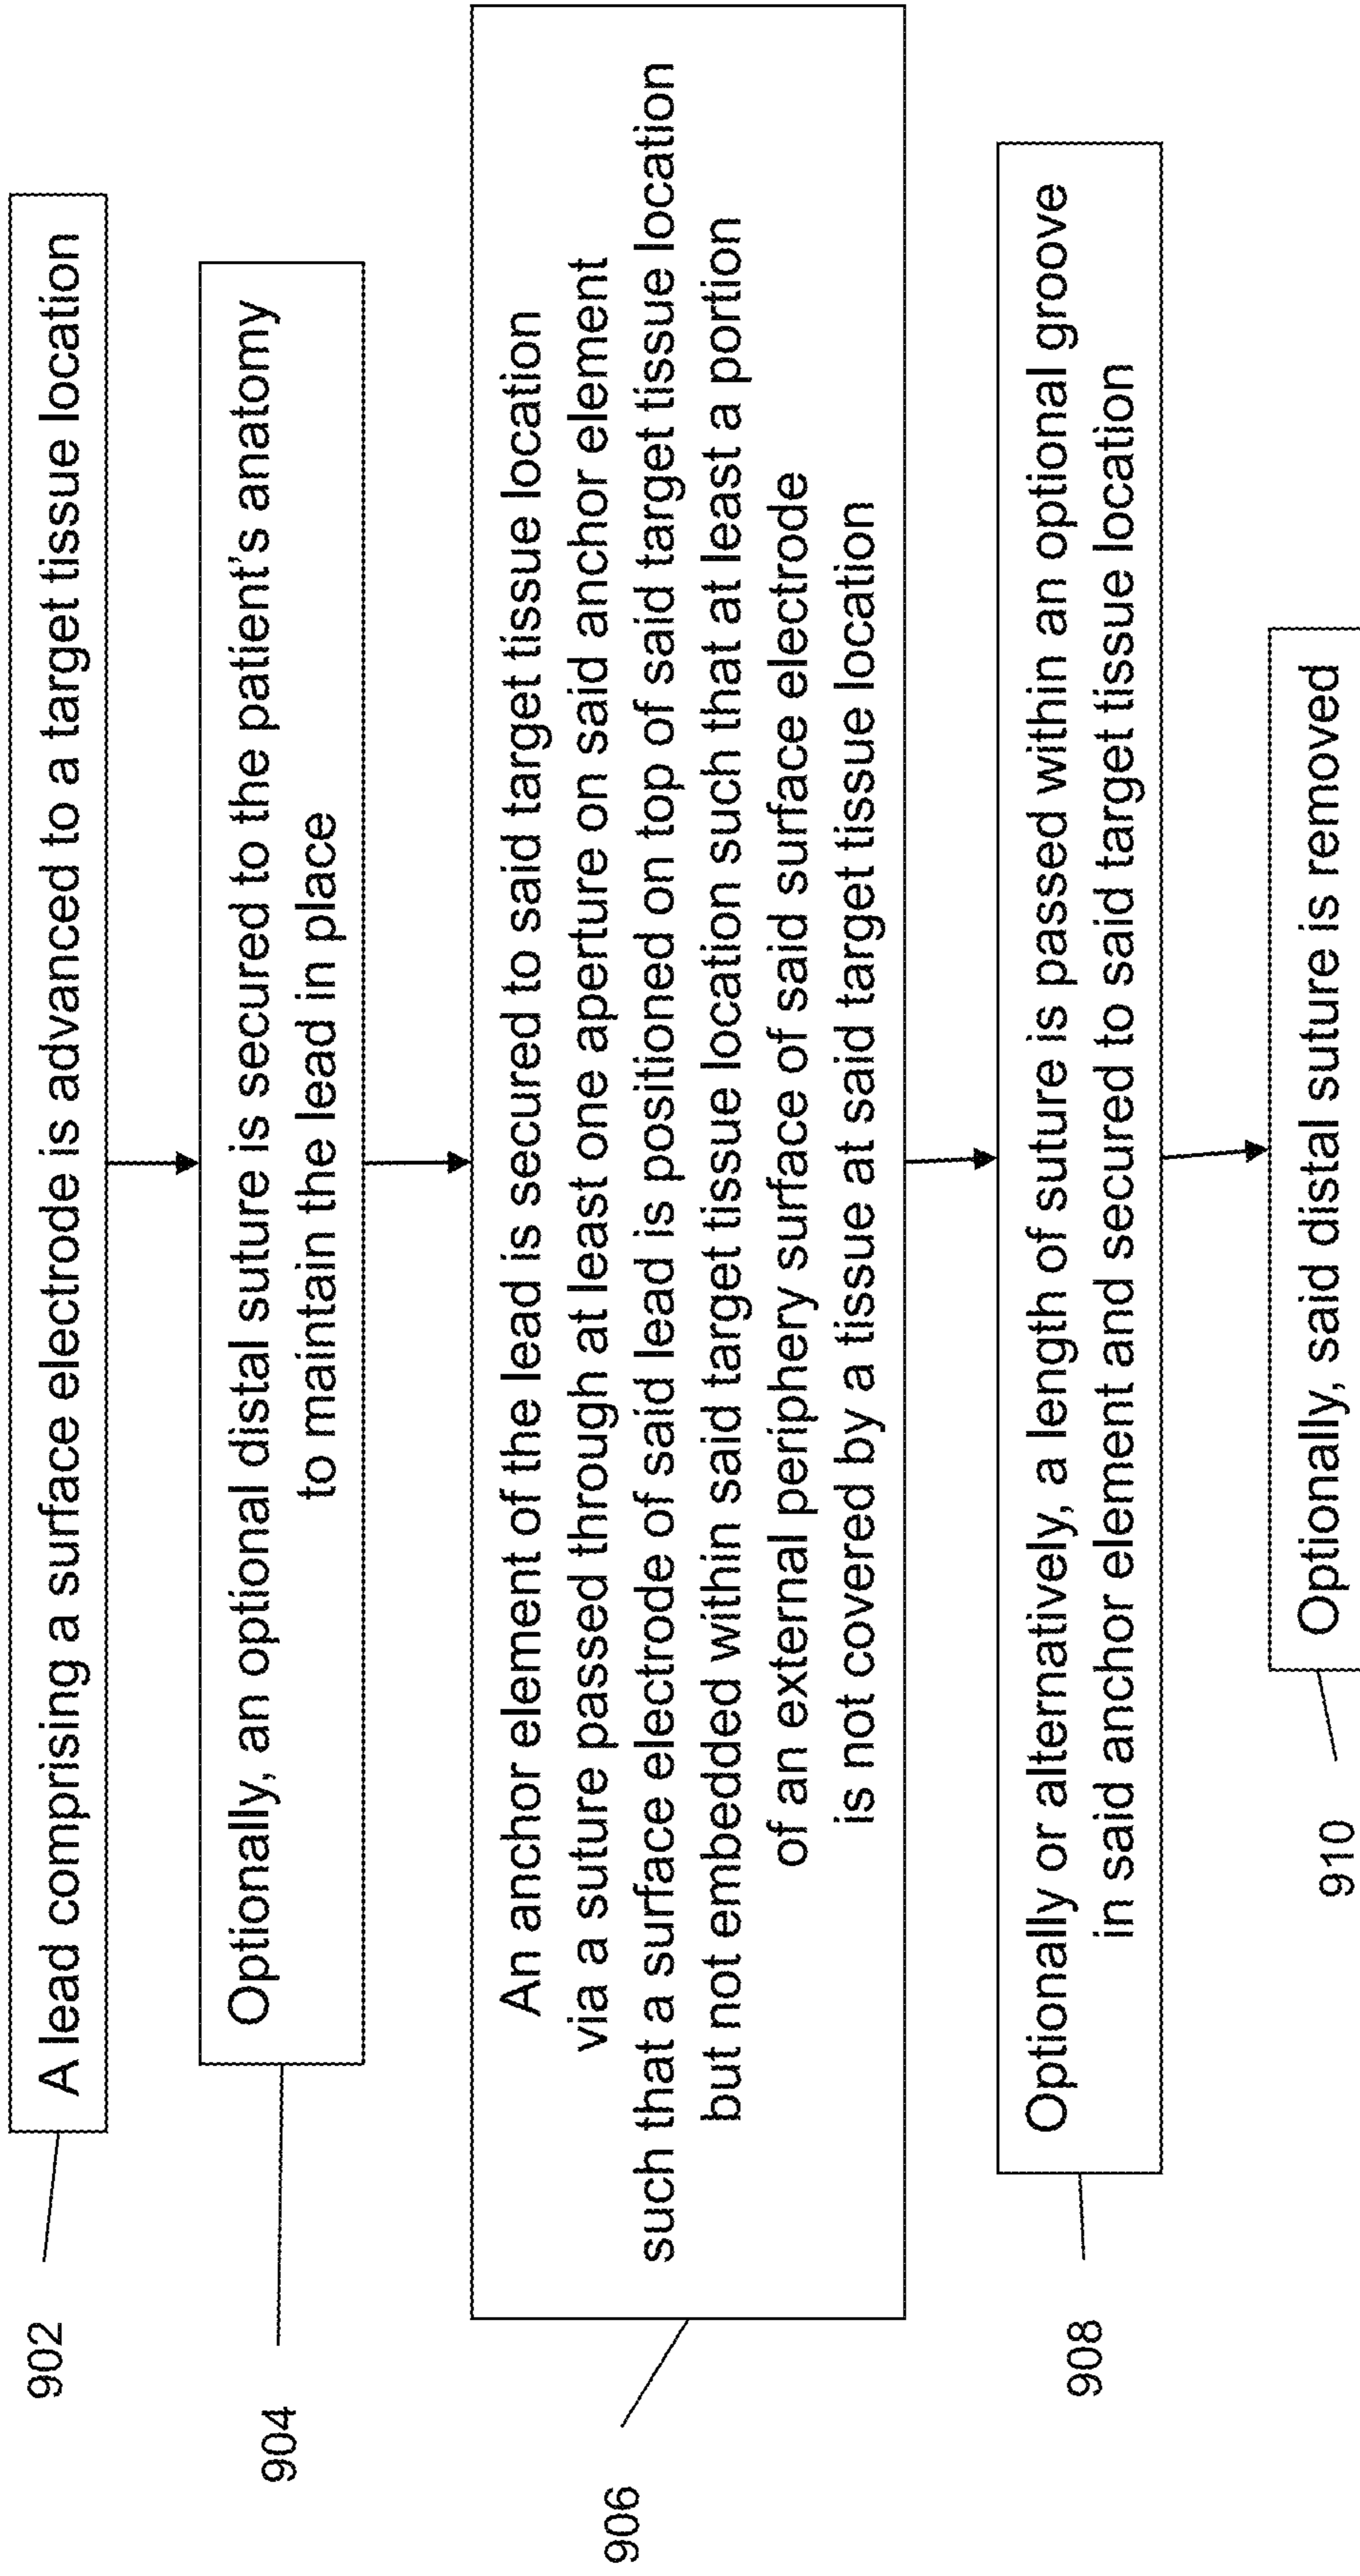 902
A lead comprising a surface electrode is advanced to a target tissue location
904
Optionally, an optional distal suture is secured to the patient's anatomy
to maintain the lead in place
906
An anchor element of the lead is secured to said target tissue location
via a suture passed through at least one aperture on said anchor element
such that a surface electrode of said lead is positioned on top of said target tissue location
but not embedded within said target tissue location such that at least a portion
of an external periphery surface of said surface electrode
is not covered by a tissue at said target tissue location
908
Optionally or alternatively, a length of suture is passed within an optional groove
in said anchor element and secured to said target tissue location
910
Optionally, said distal suture is removed